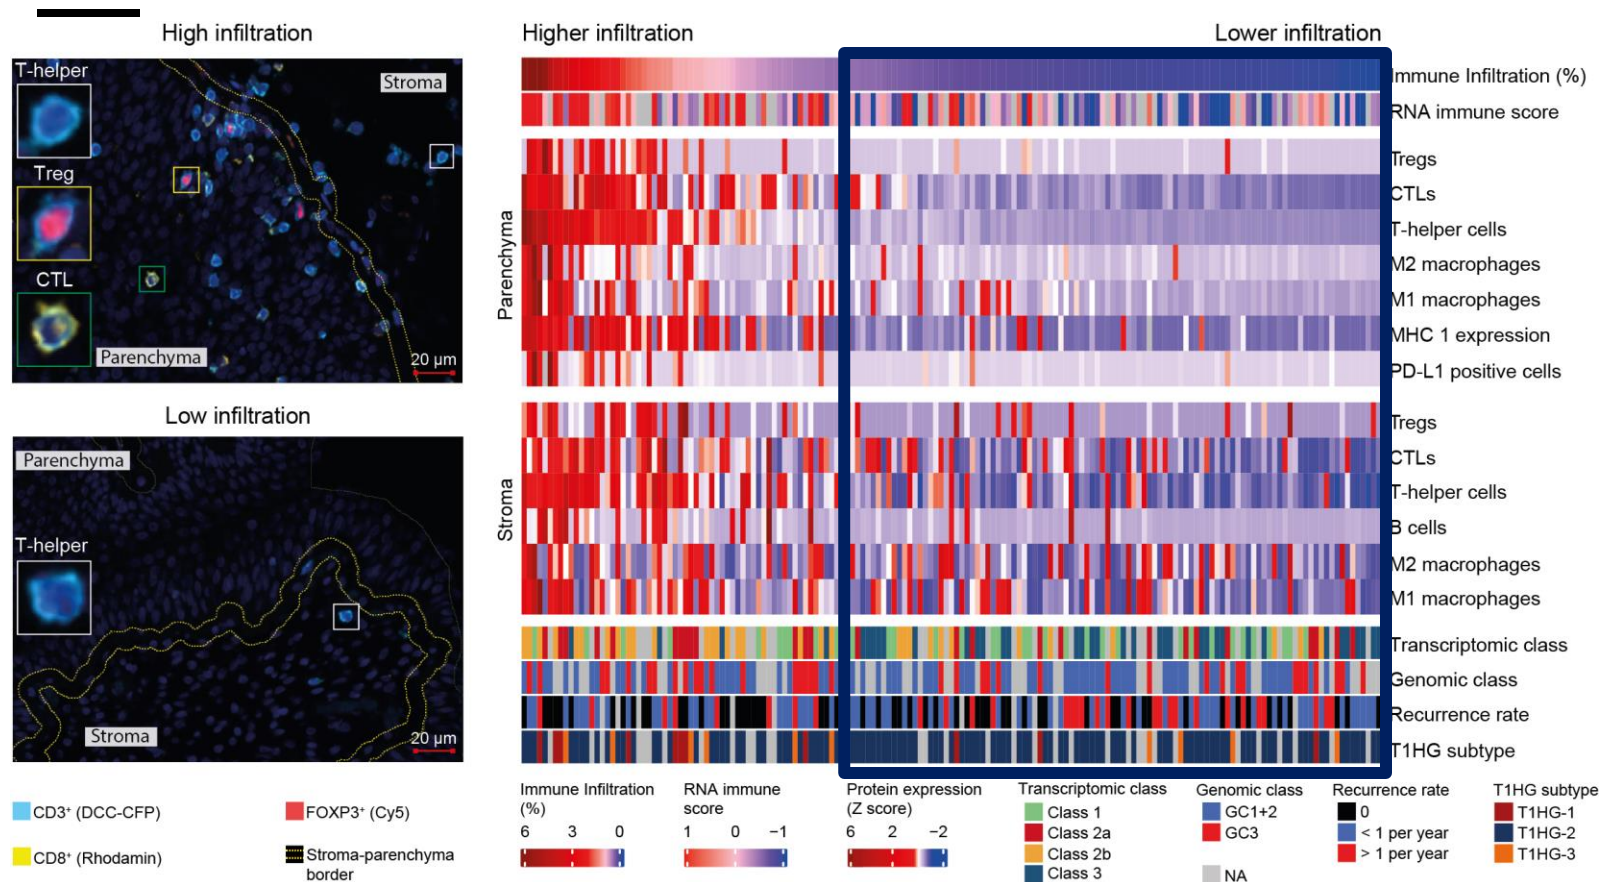 High infiltration
T-helper
Stroma
Treg
CTL
Parenchyma
20 µm
Low infiltration
Parenchyma
T-helper
Stroma
20 µm
CD3⁺ (DCC-CFP)
FOXP3⁺ (Cy5)
CD8⁺ (Rhodamin)
Stroma-parenchyma
border
Higher infiltration
Lower infiltration
Immune Infiltration (%)
RNA immune score
Parenchyma
Tregs
CTLs
T-helper cells
M2 macrophages
M1 macrophages
MHC 1 expression
PD-L1 positive cells
Stroma
Tregs
CTLs
T-helper cells
B cells
M2 macrophages
M1 macrophages
Transcriptomic class
Genomic class
Recurrence rate
T1HG subtype
Immune Infiltration
(%)
6 3 0
RNA immune
score
1 0 −1
Protein expression
(Z score)
6 2 −2
Transcriptomic class
Class 1
Class 2a
Class 2b
Class 3
Genomic class
GC1+2
GC3
NA
Recurrence rate
0
< 1 per year
> 1 per year
T1HG subtype
T1HG-1
T1HG-2
T1HG-3